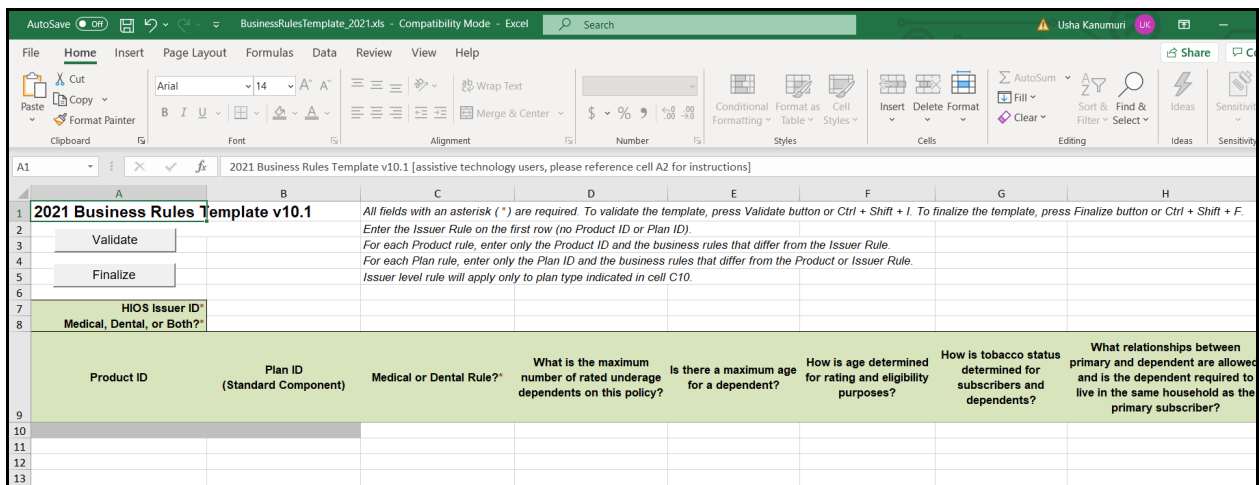 AutoSave Off BusinessRulesTemplate_2021.xls - Compatibility Mode - Excel Search Usha Kanumuri UK
File Home Insert Page Layout Formulas Data Review View Help Share
Paste Cut Copy Format Painter Clipboard
Arial 14 A^ A˅ B I U A Font
Wrap Text Merge & Center Alignment
$ % 9 Number
Conditional Formatting Format as Table Cell Styles Styles
Insert Delete Format Cells
AutoSum Fill Clear Sort & Filter Find & Select Editing
Ideas Ideas
A1 fx 2021 Business Rules Template v10.1 [assistive technology users, please reference cell A2 for instructions]
A B C D E F G H
1 2021 Business Rules Template v10.1 All fields with an asterisk ( * ) are required. To validate the template, press Validate button or Ctrl + Shift + I. To finalize the template, press Finalize button or Ctrl + Shift + F.
2 Enter the Issuer Rule on the first row (no Product ID or Plan ID).
Validate
3 For each Product rule, enter only the Product ID and the business rules that differ from the Issuer Rule.
4 For each Plan rule, enter only the Plan ID and the business rules that differ from the Product or Issuer Rule.
Finalize
5 Issuer level rule will apply only to plan type indicated in cell C10.
6
7 HIOS Issuer ID*
8 Medical, Dental, or Both?*
Product ID
Plan ID
(Standard Component)
Medical or Dental Rule?*
What is the maximum
number of rated underage
dependents on this policy?
Is there a maximum age
for a dependent?
How is age determined
for rating and eligibility
purposes?
How is tobacco status
determined for
subscribers and
dependents?
What relationships between
primary and dependent are allowed
and is the dependent required to
live in the same household as the
primary subscriber?
9
10
11
12
13